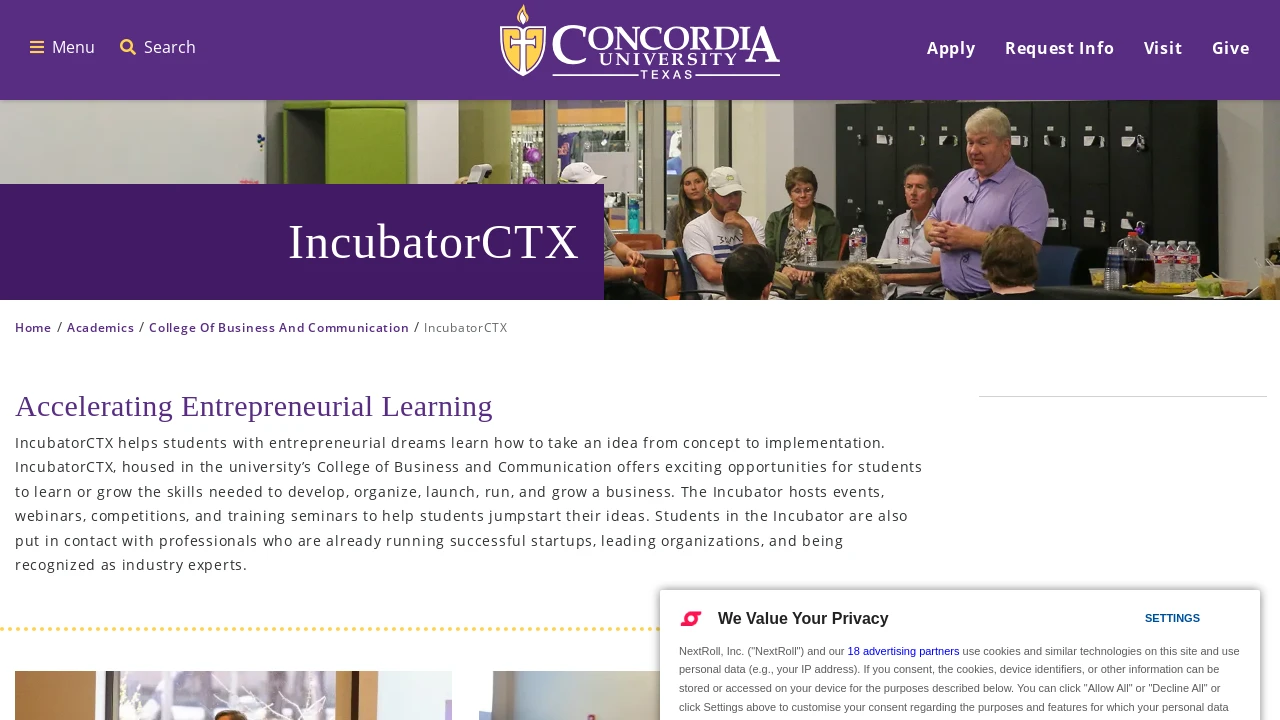 Menu
Search
CONCORDIA
UNIVERSITY
TEXAS
Apply
Request Info
Visit
Give
IncubatorCTX
Home / Academics / College Of Business And Communication / IncubatorCTX
Accelerating Entrepreneurial Learning
IncubatorCTX helps students with entrepreneurial dreams learn how to take an idea from concept to implementation.
IncubatorCTX, housed in the university’s College of Business and Communication offers exciting opportunities for students
to learn or grow the skills needed to develop, organize, launch, run, and grow a business. The Incubator hosts events,
webinars, competitions, and training seminars to help students jumpstart their ideas. Students in the Incubator are also
put in contact with professionals who are already running successful startups, leading organizations, and being
recognized as industry experts.
We Value Your Privacy
SETTINGS
NextRoll, Inc. ("NextRoll") and our 18 advertising partners use cookies and similar technologies on this site and use
personal data (e.g., your IP address). If you consent, the cookies, device identifiers, or other information can be
stored or accessed on your device for the purposes described below. You can click "Allow All" or "Decline All" or
click Settings above to customise your consent regarding the purposes and features for which your personal data